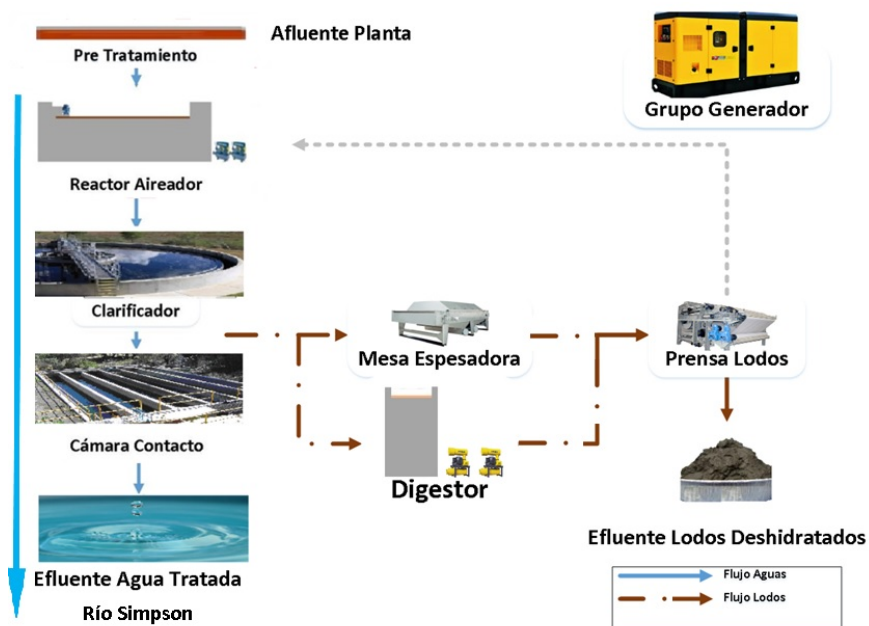 Afluente Planta
Pre Tratamiento
Grupo Generador
Reactor Aireador
Clarificador
Mesa Espesadora
Prensa Lodos
Cámara Contacto
Digestor
Efluente Lodos Deshidratados
Efluente Agua Tratada
Río Simpson
Flujo Aguas
Flujo Lodos